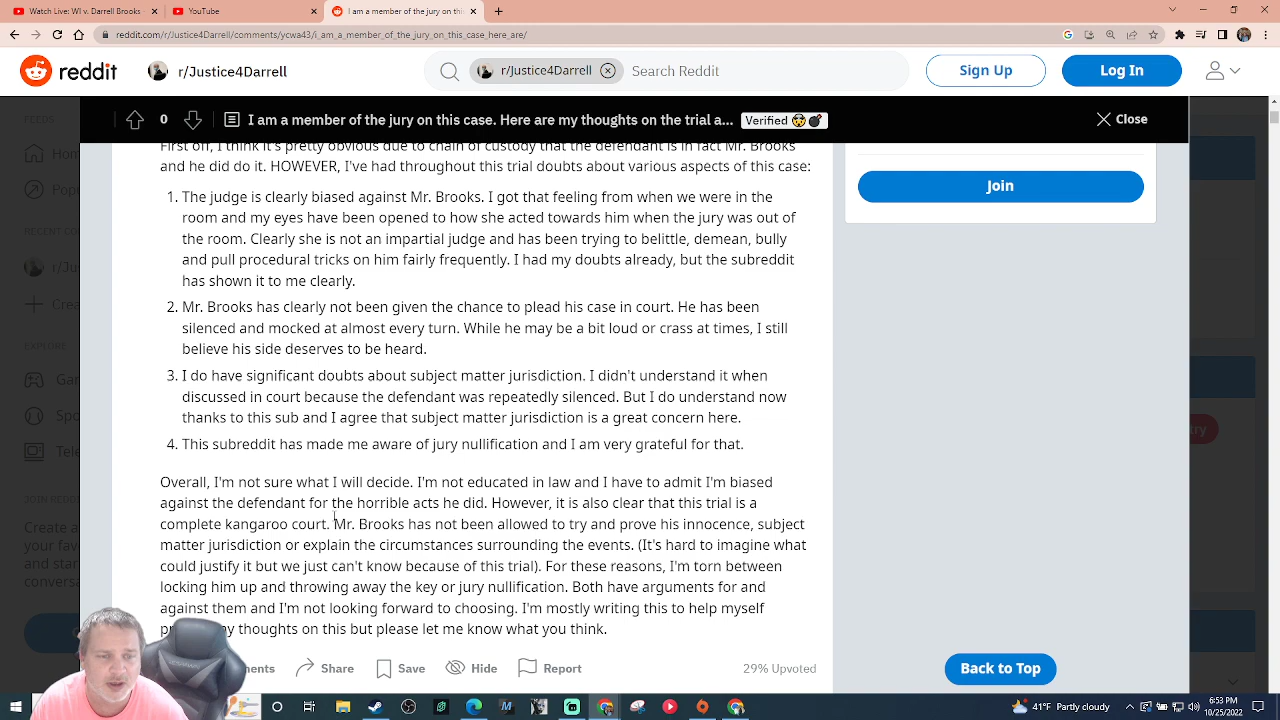 Watch Live: WI v. Darrell Brooks -
YouTube
I am a member of the jury on this
reddit.com/r/Justice4Darrell/comments/ycwa43/i_am_a_member_of_the_jury_on_this_case_here_are/
reddit
r/Justice4Darrell
r/Justice4Darrell
Search Reddit
Sign Up
Log In
FEEDS
0
I am a member of the jury on this case. Here are my thoughts on the trial a...
Verified
Close
First off, I think it's pretty obvious due to chain of custody that the defendant is in fact Mr. Brooks
and he did do it. HOWEVER, I've had throughout this trial doubts about various aspects of this case:
1. The judge is clearly biased against Mr. Brooks. I got that feeling from when we were in the
room and my eyes have been opened to how she acted towards him when the jury was out of
the room. Clearly she is not an impartial judge and has been trying to belittle, demean, bully
and pull procedural tricks on him fairly frequently. I had my doubts already, but the subreddit
has shown it to me clearly.
2. Mr. Brooks has clearly not been given the chance to plead his case in court. He has been
silenced and mocked at almost every turn. While he may be a bit loud or crass at times, I still
believe his side deserves to be heard.
3. I do have significant doubts about subject matter jurisdiction. I didn't understand it when
discussed in court because the defendant was repeatedly silenced. But I do understand now
thanks to this sub and I agree that subject matter jurisdiction is a great concern here.
4. This subreddit has made me aware of jury nullification and I am very grateful for that.
Overall, I'm not sure what I will decide. I'm not educated in law and I have to admit I'm biased
against the defendant for the horrible acts he did. However, it is also clear that this trial is a
complete kangaroo court. Mr. Brooks has not been allowed to try and prove his innocence, subject
matter jurisdiction or explain the circumstances surrounding the events. (It's hard to imagine what
could justify it but we just can't know because of this trial). For these reasons, I'm torn between
locking him up and throwing away the key or jury nullification. Both have arguments for and
against them and I'm not looking forward to choosing. I'm mostly writing this to help myself
my thoughts on this but please let me know what you think.
Share
Save
Hide
Report
29% Upvoted
Join
Back to Top
EXPLORE
41°F Partly cloudy
6:53 PM
10/25/2022